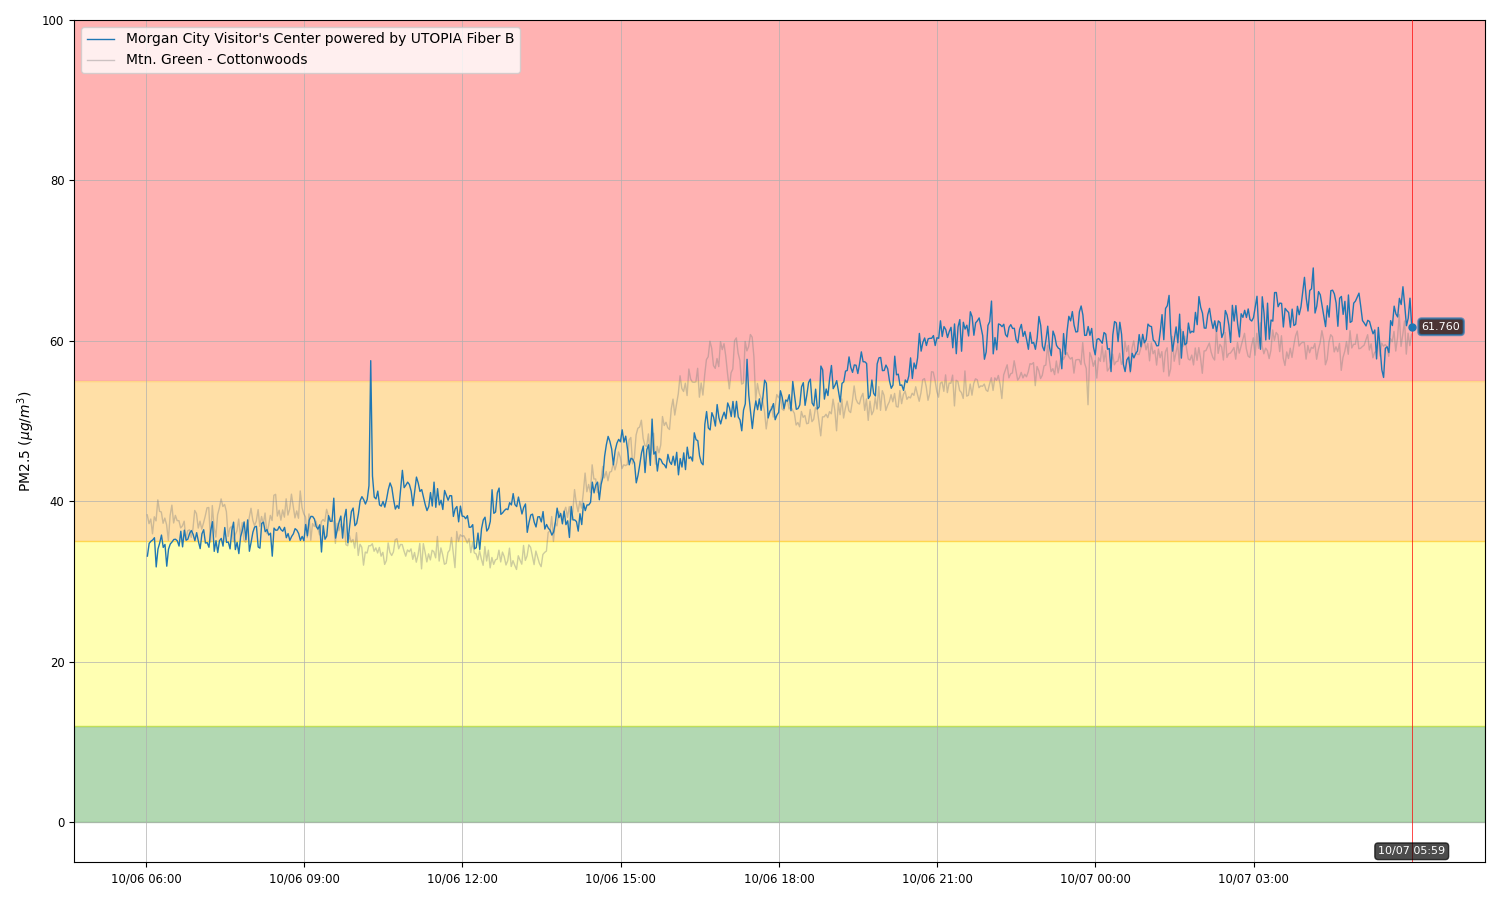 100
Morgan City Visitor's Center powered by UTOPIA Fiber B
Mtn. Green - Cottonwoods
80
60
61.760
PM2.5 (μg/m³)
40
20
0
10/07 05:59
10/06 06:00 10/06 09:00 10/06 12:00 10/06 15:00 10/06 18:00 10/06 21:00 10/07 00:00 10/07 03:00